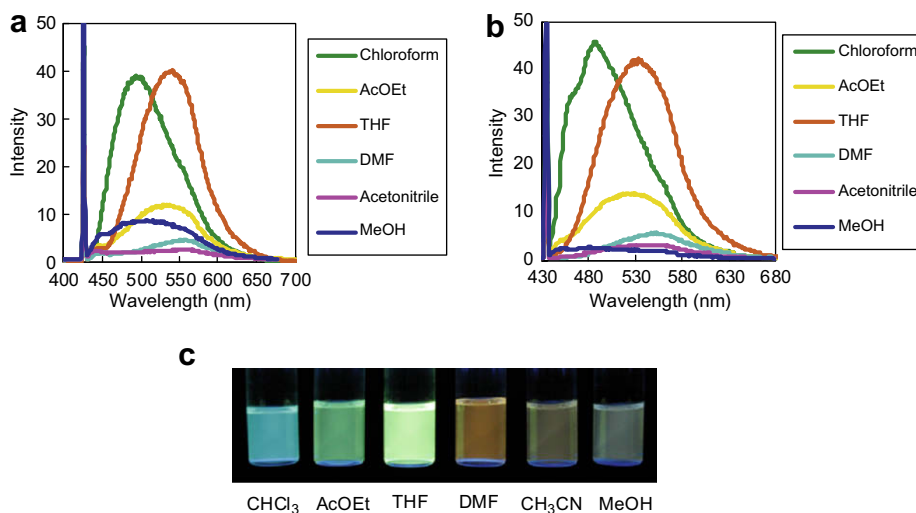 a
50
40
30
20
10
0
Intensity
400 450 500 550 600 650 700
Wavelength (nm)
Chloroform
AcOEt
THF
DMF
Acetonitrile
MeOH
b
50
40
30
20
10
0
Intensity
430 480 530 580 630 680
Wavelength (nm)
Chloroform
AcOEt
THF
DMF
Acetonitrile
MeOH
c
CHCl₃ AcOEt THF DMF CH₃CN MeOH